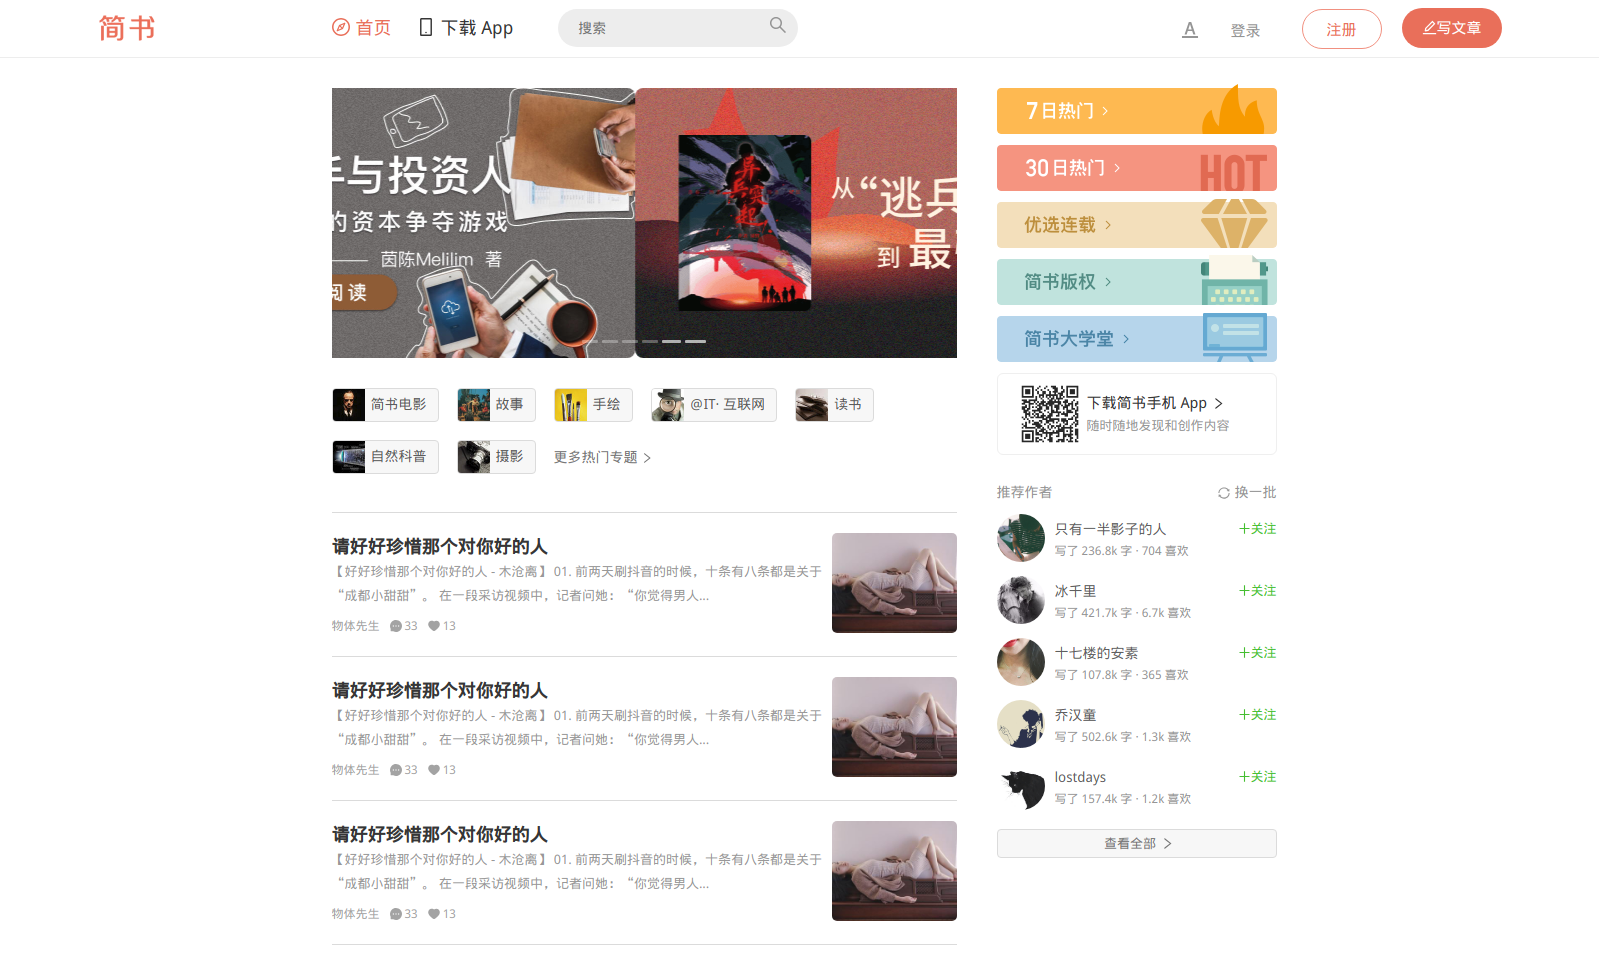 简书
首页
下载 App
搜索
A
登录
注册
写文章
与投资人
的资本争夺游戏
茵陈Melilim 著
阅读
异兵突起
从“逃兵
到 最
7日热门
30日热门
HOT
优选连载
简书版权
简书大学堂
下载简书手机 App
随时随地发现和创作内容
简书电影
故事
手绘
@IT· 互联网
读书
自然科普
摄影
更多热门专题
推荐作者
换一批
只有一半影子的人
写了 236.8k 字 · 704 喜欢
+关注
冰千里
写了 421.7k 字 · 6.7k 喜欢
+关注
十七楼的安素
写了 107.8k 字 · 365 喜欢
+关注
乔汉童
写了 502.6k 字 · 1.3k 喜欢
+关注
lostdays
写了 157.4k 字 · 1.2k 喜欢
+关注
查看全部
请好好珍惜那个对你好的人
【好好珍惜那个对你好的人 - 木沧离】01. 前两天刷抖音的时候，十条有八条都是关于
“成都小甜甜”。 在一段采访视频中，记者问她： “你觉得男人...
物体先生 33 13
请好好珍惜那个对你好的人
【好好珍惜那个对你好的人 - 木沧离】01. 前两天刷抖音的时候，十条有八条都是关于
“成都小甜甜”。 在一段采访视频中，记者问她： “你觉得男人...
物体先生 33 13
请好好珍惜那个对你好的人
【好好珍惜那个对你好的人 - 木沧离】01. 前两天刷抖音的时候，十条有八条都是关于
“成都小甜甜”。 在一段采访视频中，记者问她： “你觉得男人...
物体先生 33 13